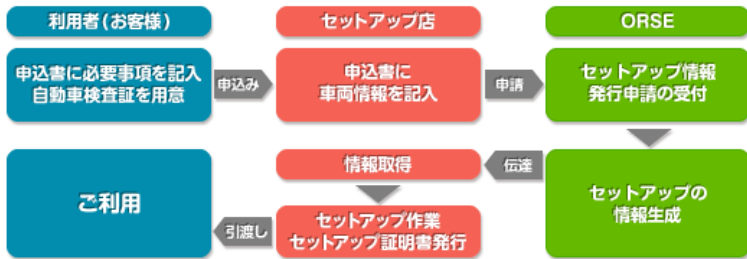 利用者(お客様)
セットアップ店
ORSE
申込書に必要事項を記入
自動車検査証を用意
申込み
申込書に
車両情報を記入
申請
セットアップ情報
発行申請の受付
セットアップの
情報生成
伝達
情報取得
セットアップ作業
セットアップ証明書発行
引渡し
ご利用